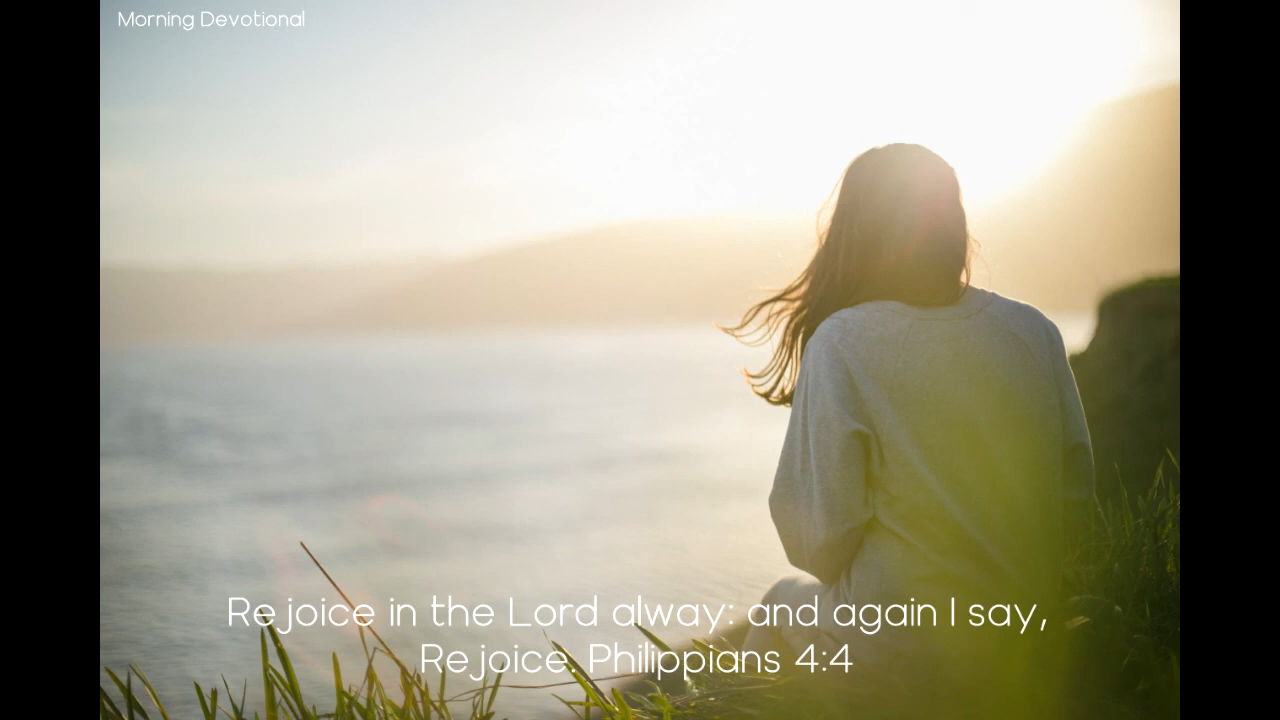 Morning Devotional
Rejoice in the Lord alway: and again I say,
Rejoice. Philippians 4:4